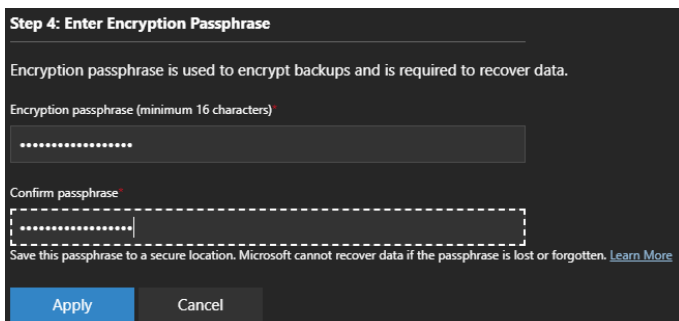 Step 4: Enter Encryption Passphrase
Encryption passphrase is used to encrypt backups and is required to recover data.
Encryption passphrase (minimum 16 characters)*
••••••••••••••••••
Confirm passphrase*
••••••••••••••••••
Save this passphrase to a secure location. Microsoft cannot recover data if the passphrase is lost or forgotten. Learn More
Apply Cancel